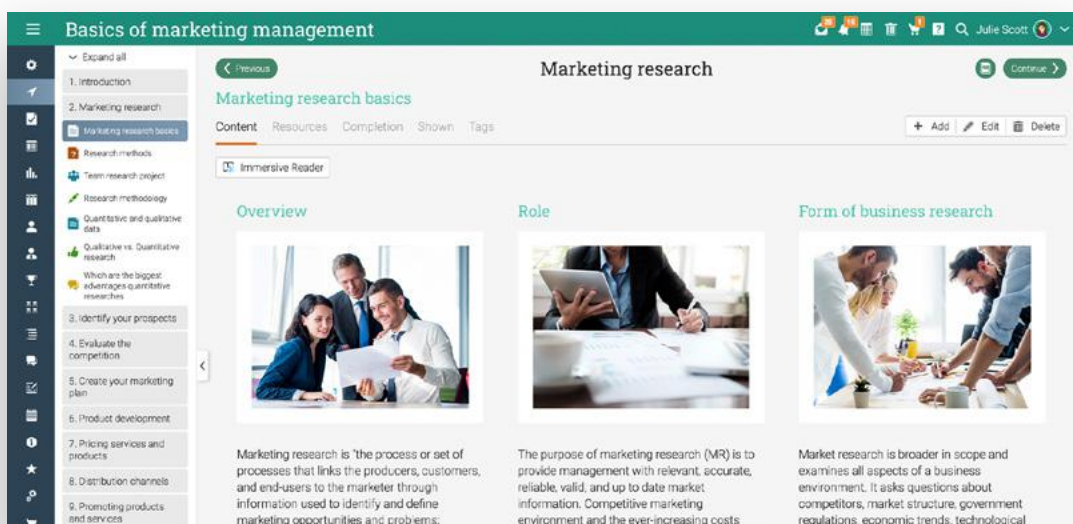 Basics of marketing management
Julie Scott
Expand all
1. Introduction
2. Marketing research
Marketing research basics
Research methods
Team research project
Research methodology
Quantitative and qualitative
data
Qualitative vs. Quantitative
research
Which are the biggest
advantages quantitative
researches
3. Identify your prospects
4. Evaluate the
competition
5. Create your marketing
plan
6. Product development
7. Pricing services and
products
8. Distribution channels
9. Promoting products
and services
Previous
Marketing research
Continue
Marketing research basics
Content Resources Completion Shown Tags
+ Add Edit Delete
Immersive Reader
Overview
Marketing research is "the process or set of
processes that links the producers, customers,
and end-users to the marketer through
information used to identify and define
marketing opportunities and problems;
Role
The purpose of marketing research (MR) is to
provide management with relevant, accurate,
reliable, valid, and up to date market
information. Competitive marketing
environment and the ever-increasing costs
Form of business research
Market research is broader in scope and
examines all aspects of a business
environment. It asks questions about
competitors, market structure, government
regulations, economic trends, technological